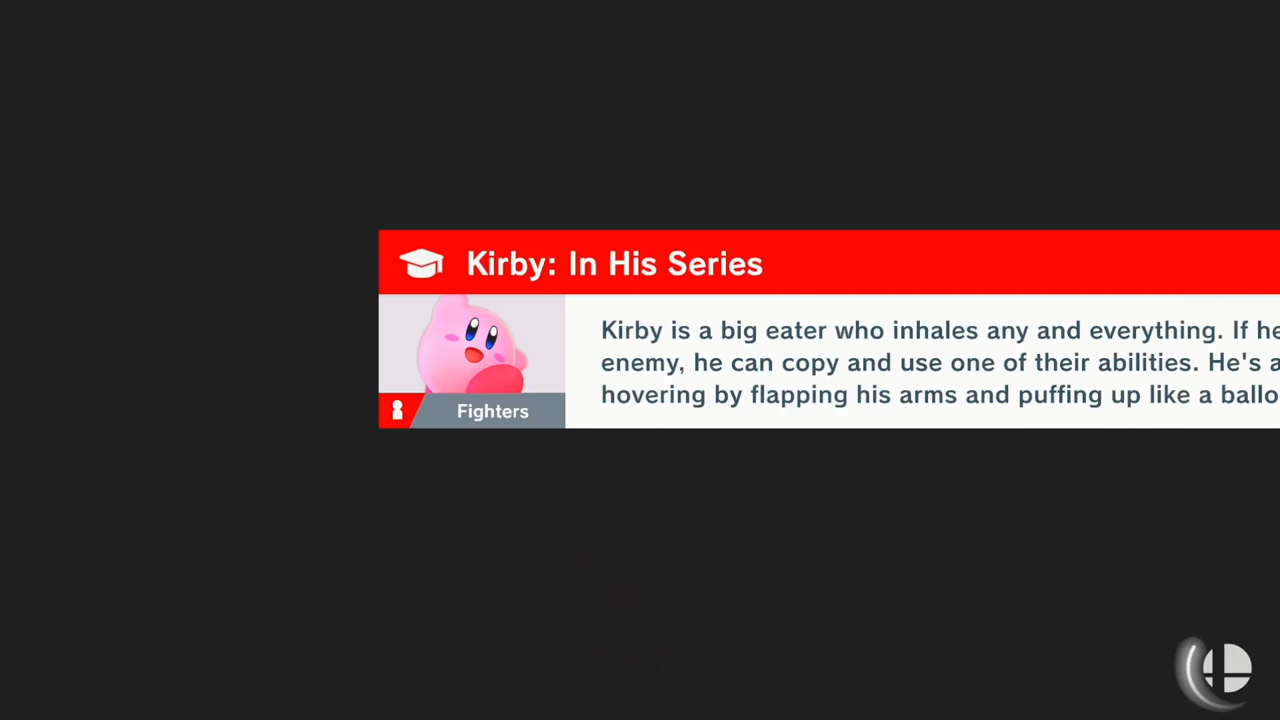 Kirby: In His Series
Kirby is a big eater who inhales any and everything. If he
enemy, he can copy and use one of their abilities. He's a
hovering by flapping his arms and puffing up like a ballo
Fighters